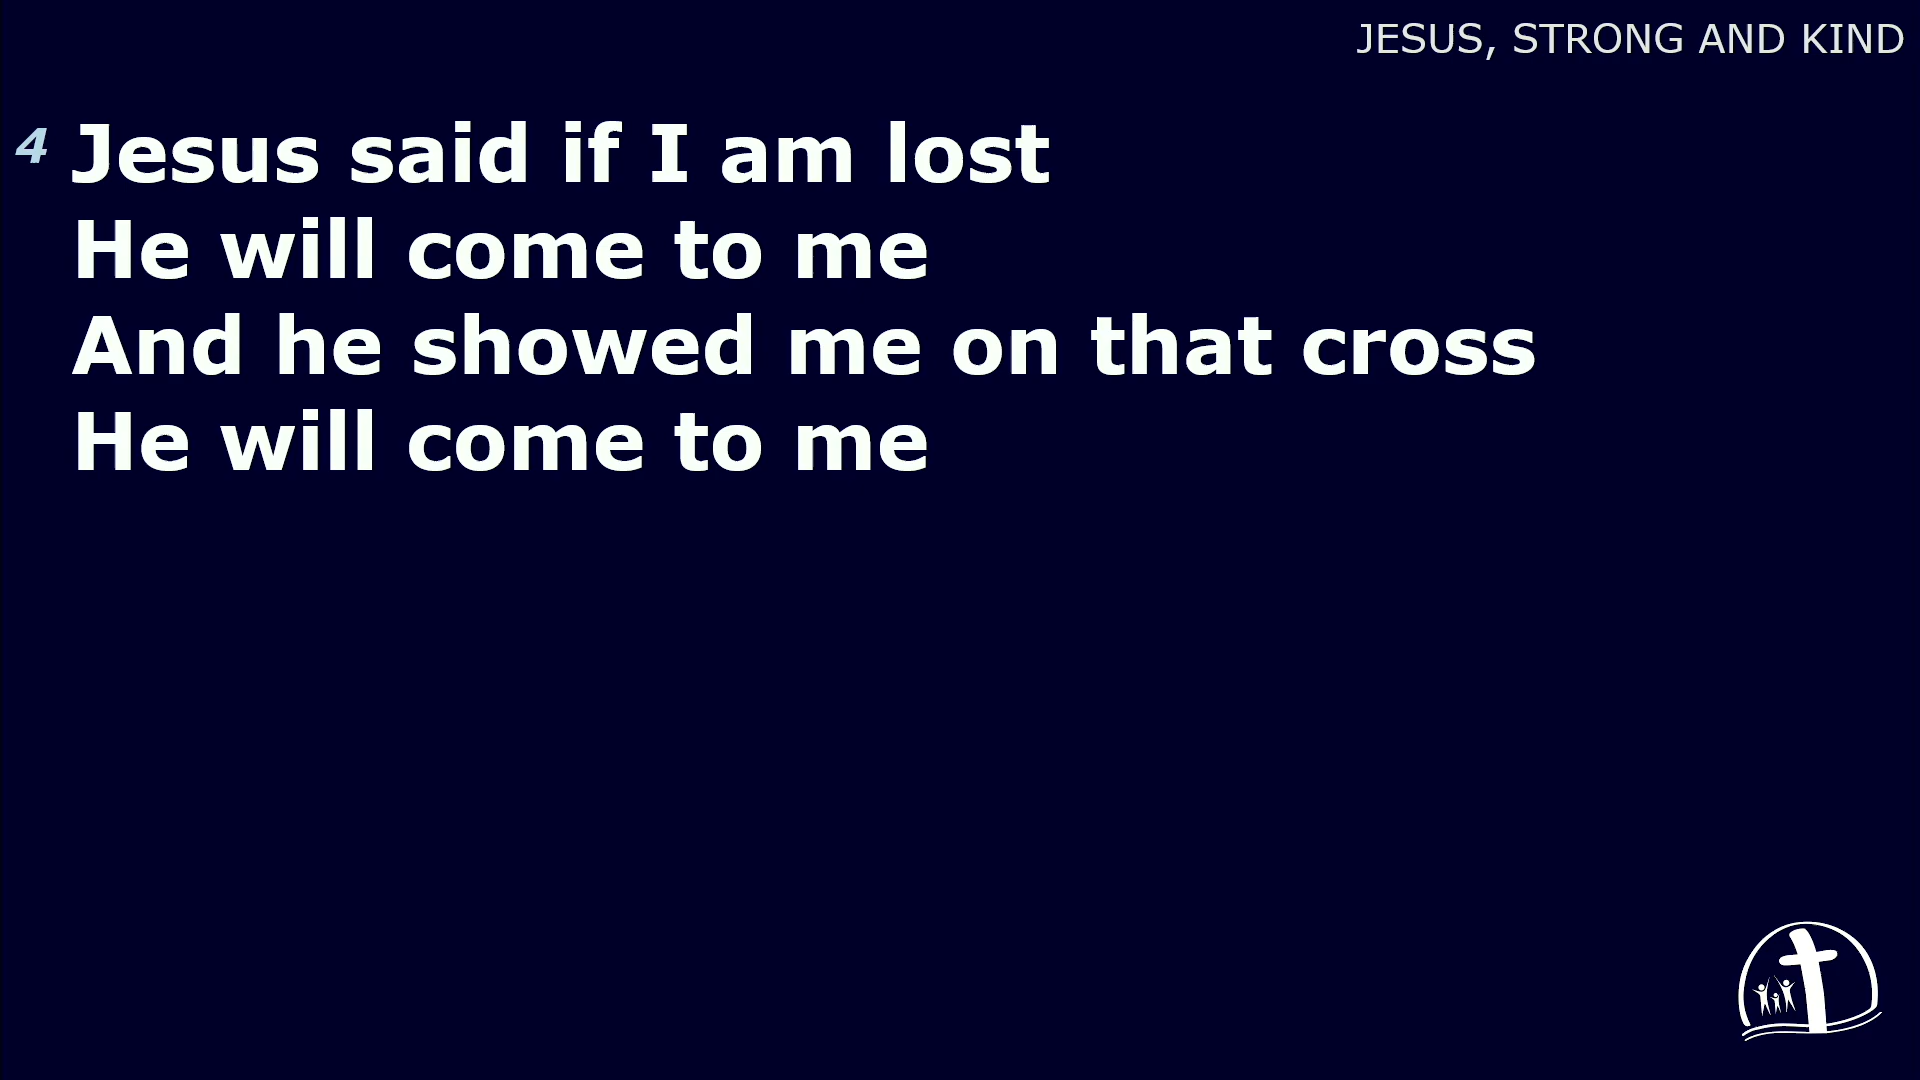 JESUS, STRONG AND KIND
4 Jesus said if I am lost
He will come to me
And he showed me on that cross
He will come to me